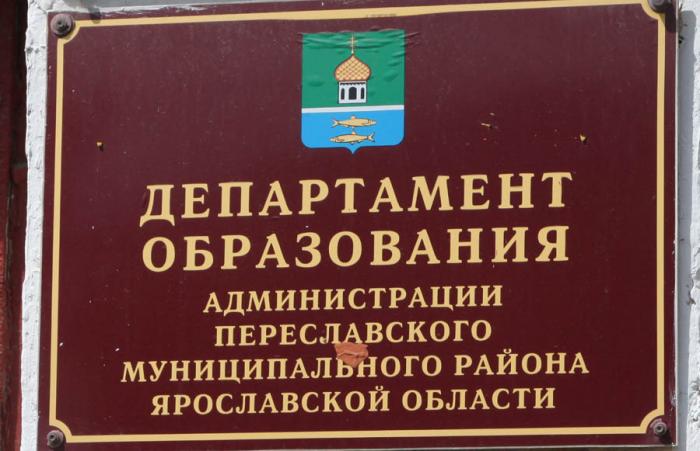 ДЕПАРТАМЕНТ
ОБРАЗОВАНИЯ
АДМИНИСТРАЦИИ
ПЕРЕСЛАВСКОГО
МУНИЦИПАЛЬНОГО РАЙОНА
ЯРОСЛАВСКОЙ ОБЛАСТИ